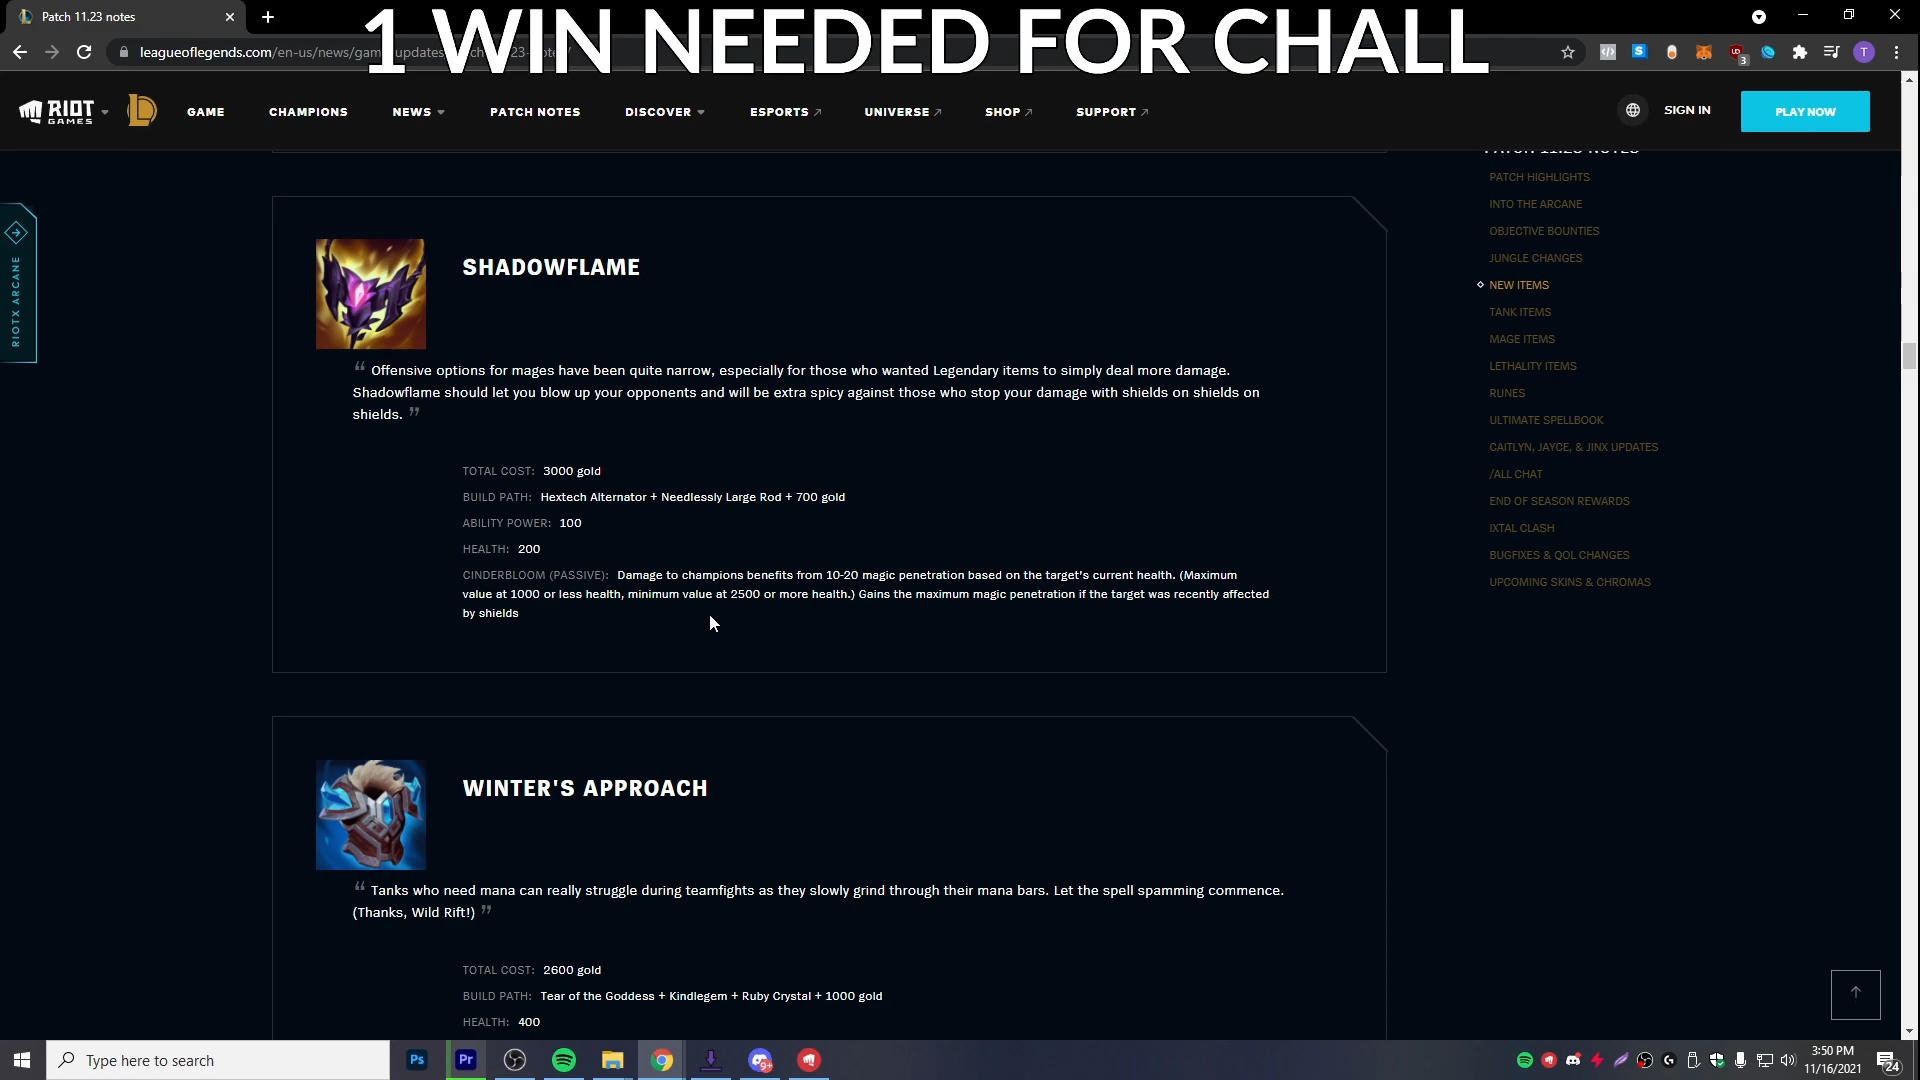 Patch 11.23 notes
1 WIN NEEDED FOR CHALL
leagueoflegends.com/en-us/news/gam
3
T
RIOT GAMES
GAME
CHAMPIONS
NEWS
PATCH NOTES
DISCOVER
ESPORTS
UNIVERSE
SHOP
SUPPORT
SIGN IN
PLAY NOW
PATCH 11.23 NOTES
PATCH HIGHLIGHTS
INTO THE ARCANE
OBJECTIVE BOUNTIES
JUNGLE CHANGES
NEW ITEMS
TANK ITEMS
MAGE ITEMS
LETHALITY ITEMS
RUNES
ULTIMATE SPELLBOOK
CAITLYN, JAYCE, & JINX UPDATES
/ALL CHAT
END OF SEASON REWARDS
IXTAL CLASH
BUGFIXES & QOL CHANGES
UPCOMING SKINS & CHROMAS
RIOTX ARCANE
SHADOWFLAME
“ Offensive options for mages have been quite narrow, especially for those who wanted Legendary items to simply deal more damage.
Shadowflame should let you blow up your opponents and will be extra spicy against those who stop your damage with shields on shields on
shields. ”
TOTAL COST: 3000 gold
BUILD PATH: Hextech Alternator + Needlessly Large Rod + 700 gold
ABILITY POWER: 100
HEALTH: 200
CINDERBLOOM (PASSIVE): Damage to champions benefits from 10-20 magic penetration based on the target's current health. (Maximum
value at 1000 or less health, minimum value at 2500 or more health.) Gains the maximum magic penetration if the target was recently affected
by shields
WINTER'S APPROACH
“ Tanks who need mana can really struggle during teamfights as they slowly grind through their mana bars. Let the spell spamming commence.
(Thanks, Wild Rift!) ”
TOTAL COST: 2600 gold
BUILD PATH: Tear of the Goddess + Kindlegem + Ruby Crystal + 1000 gold
HEALTH: 400
Type here to search
Ps
Pr
9+
3:50 PM
11/16/2021
24